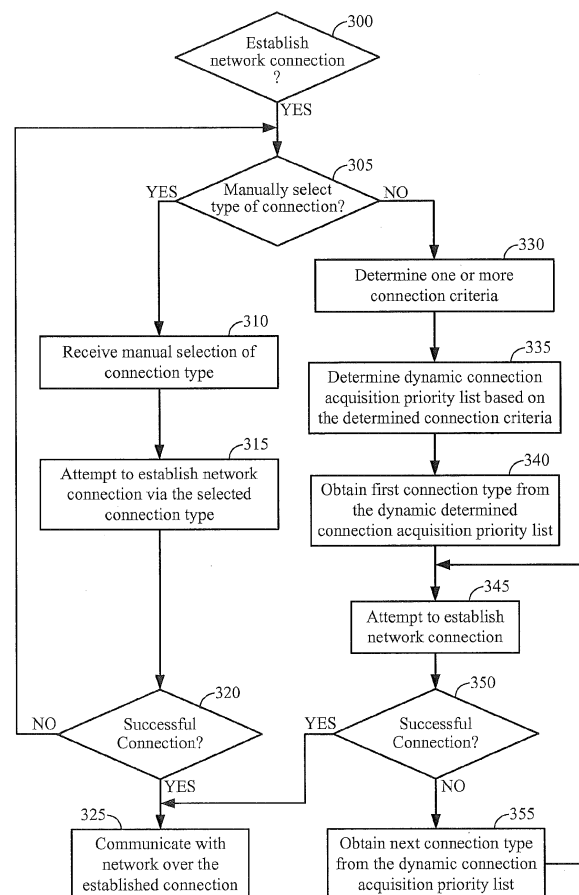 300
Establish
network connection
?
YES
305
Manually select
type of connection?
YES
NO
330
Determine one or more
connection criteria
310
Receive manual selection of
connection type
335
Determine dynamic connection
acquisition priority list based on
the determined connection criteria
315
Attempt to establish network
connection via the selected
connection type
340
Obtain first connection type from
the dynamic determined
connection acquisition priority list
345
Attempt to establish
network connection
320
Successful
Connection?
NO
YES
350
Successful
Connection?
YES
NO
325
Communicate with
network over the
established connection
355
Obtain next connection type
from the dynamic connection
acquisition priority list